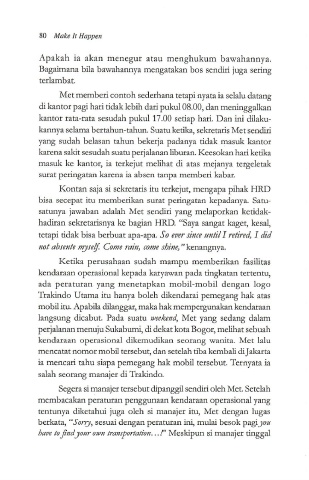 80 Make It Happen
Apakah ia akan menegur atau menghukum bawahannya.
Bagaimana bila bawahannya mengatakan bos sendiri juga sering
terlambat.
Met memberi contoh sederhana tetapi nyata ia selalu datang
di kantor pagi hari tidak lebih dari pukul 08.00, dan meninggalkan
kantor rata-rata sesudah pukul 17.00 setiap hari. Dan ini dilaku-
kannya selama bertahun-tahun. Suatu ketika, sekretaris Met sendiri
yang sudah belasan tahun bekerja padanya tidak masuk kantor
karena sakit sesudah suatu perjalanan liburan. Keesokan hari ketika
masuk ke kantor, ia terkejut melihat di atas mejanya tergeletak
surat peringatan karena ia absen tanpa memberi kabar.
Kontan saja si sekretaris itu terkejut, mengapa pihak HRD
bisa secepat itu memberikan surat peringatan kepadanya. Satu-
satunya jawaban adalah Met sendiri yang melaporkan ketidak-
hadiran sekretarisnya ke bagian HRD. “Saya sangat kaget, kesal,
tetapi tidak bisa berbuat apa-apa. So ever since until I retired, I did
not absente myself. Come rain, come shine,” kenangnya.
Ketika perusahaan sudah mampu memberikan fasilitas
kendaraan operasional kepada karyawan pada tingkatan tertentu,
ada peraturan yang menetapkan mobil-mobil dengan logo
Trakindo Utama itu hanya boleh dikendarai pemegang hak atas
mobil itu. Apabila dilanggar, maka hak mempergunakan kendaraan
langsung dicabut. Pada suatu weekend, Met yang sedang dalam
perjalanan menuju Sukabumi, di dekat kota Bogor, melihat sebuah
kendaraan operasional dikemudikan seorang wanita. Met lalu
mencatat nomor mobil tersebut, dan setelah tiba kembali di Jakarta
ia mencari tahu siapa pemegang hak mobil tersebut. Ternyata ia
salah seorang manajer di Trakindo.
Segera si manajer tersebut dipanggil sendiri oleh Met. Setelah
membacakan peraturan penggunaan kendaraan operasional yang
tentunya diketahui juga oleh si manajer itu, Met dengan lugas
berkata, “Sorry, sesuai dengan peraturan ini, mulai besok pagi you
have to find your own transportation. . .!” Meskipun si manajer tinggal